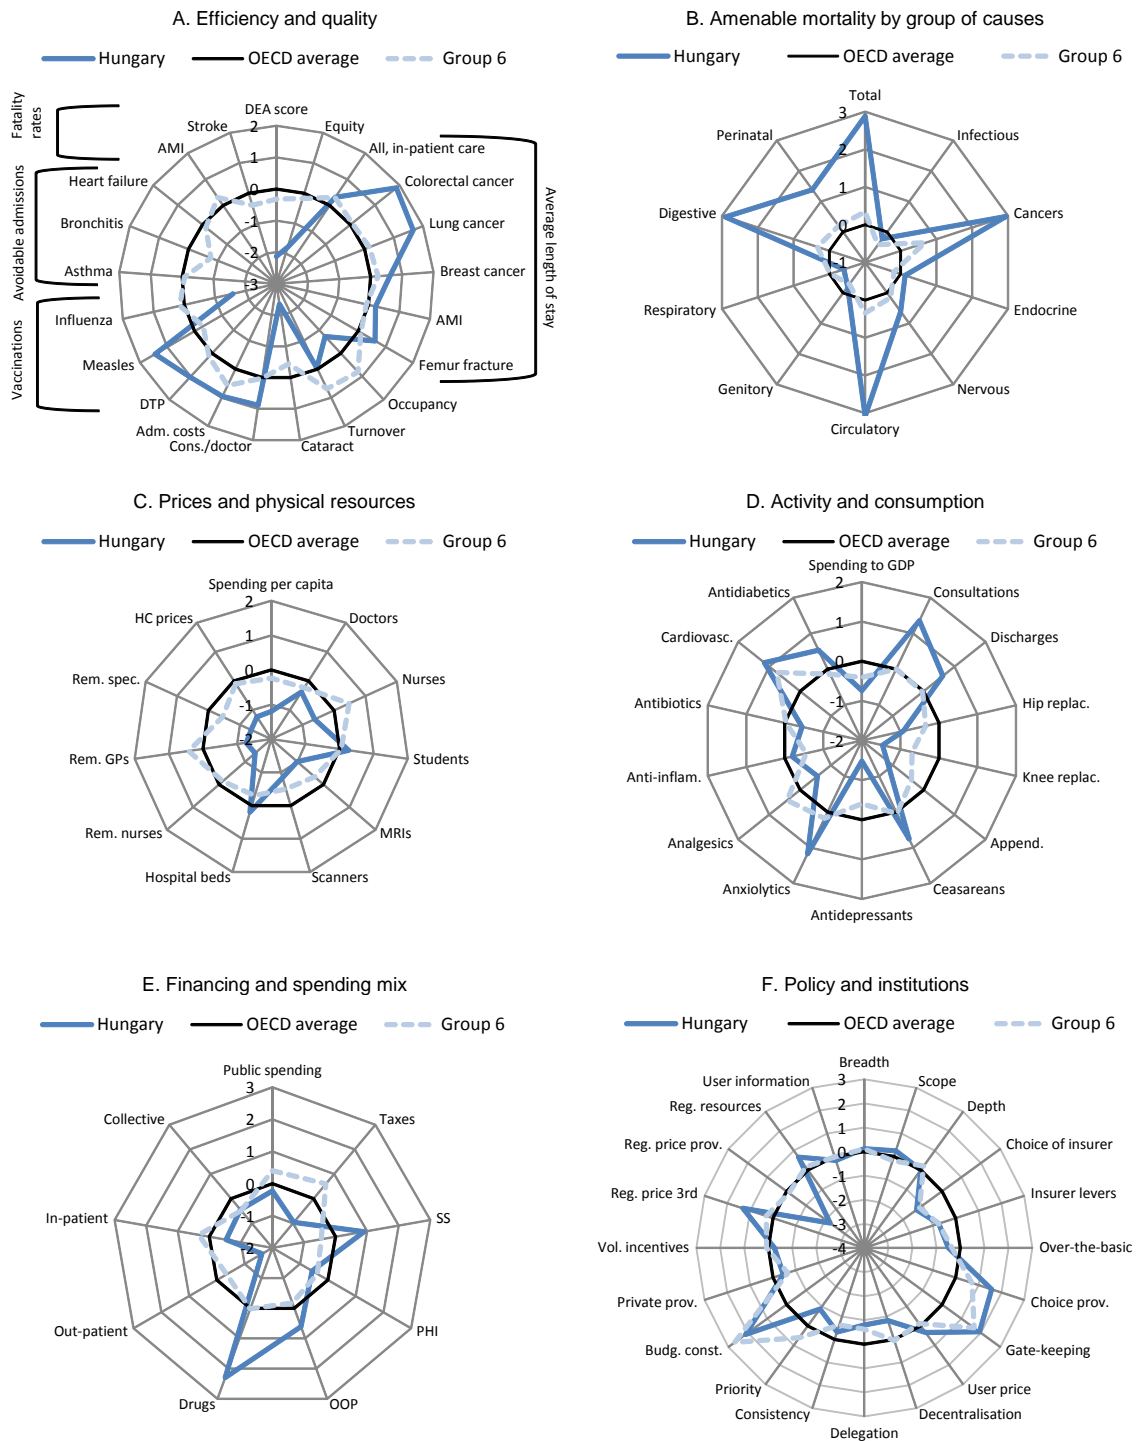 A. Efficiency and quality
Hungary OECD average Group 6
Fatality rates
Avoidable admissions
Vaccinations
Average length of stay
DEA score
Equity
All, in-patient care
Colorectal cancer
Lung cancer
Breast cancer
AMI
Femur fracture
Occupancy
Turnover
Cataract
Cons./doctor
Adm. costs
DTP
Measles
Influenza
Asthma
Bronchitis
Heart failure
AMI
Stroke
2
1
0
-1
-2
-3
B. Amenable mortality by group of causes
Hungary OECD average Group 6
Total
Infectious
Cancers
Endocrine
Nervous
Circulatory
Genitory
Respiratory
Digestive
Perinatal
3
2
1
0
-1
C. Prices and physical resources
Hungary OECD average Group 6
Spending per capita
Doctors
Nurses
Students
MRIs
Scanners
Hospital beds
Rem. nurses
Rem. GPs
Rem. spec.
HC prices
2
1
0
-1
-2
D. Activity and consumption
Hungary OECD average Group 6
Spending to GDP
Consultations
Discharges
Hip replac.
Knee replac.
Append.
Ceasareans
Antidepressants
Anxiolytics
Analgesics
Anti-inflam.
Antibiotics
Cardiovasc.
Antidiabetics
2
1
0
-1
-2
E. Financing and spending mix
Hungary OECD average Group 6
Public spending
Taxes
SS
PHI
OOP
Drugs
Out-patient
In-patient
Collective
3
2
1
0
-1
-2
F. Policy and institutions
Hungary OECD average Group 6
Breadth
Scope
Depth
Choice of insurer
Insurer levers
Over-the-basic
Choice prov.
Gate-keeping
User price
Decentralisation
Delegation
Consistency
Priority
Budg. const.
Private prov.
Vol. incentives
Reg. price 3rd
Reg. price prov.
Reg. resources
User information
3
2
1
0
-1
-2
-3
-4